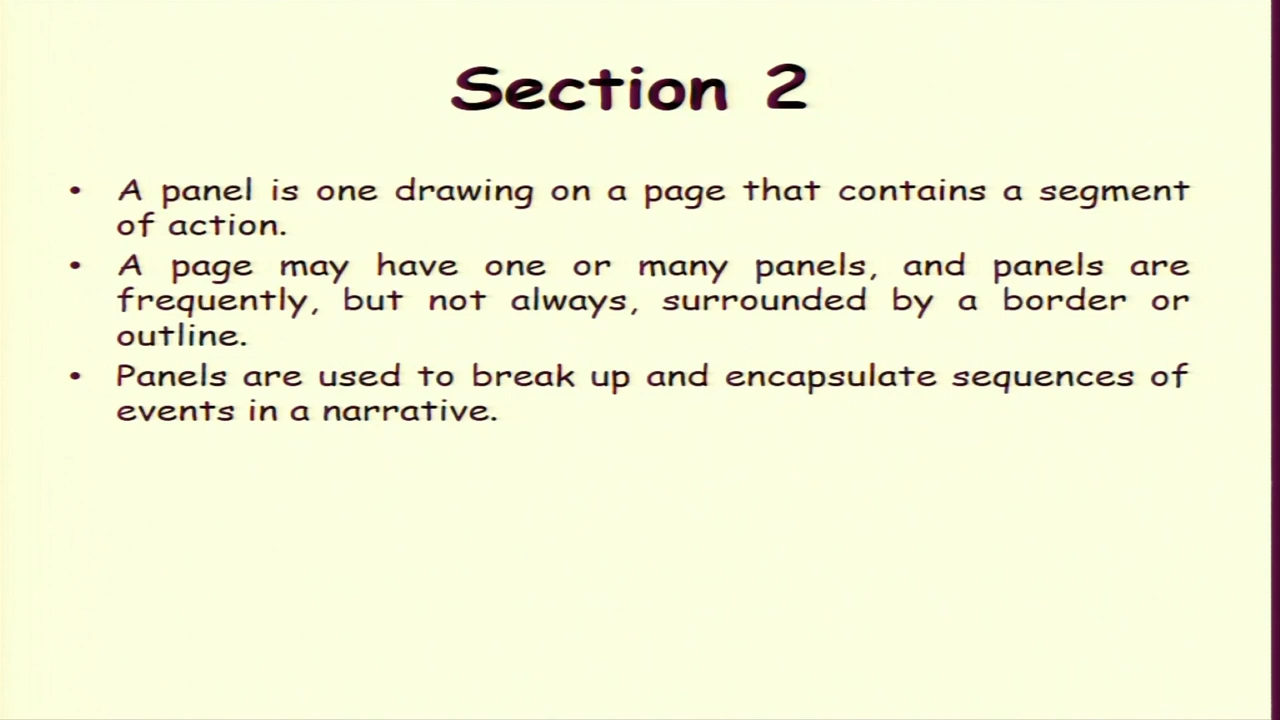 Section 2
• A panel is one drawing on a page that contains a segment
of action.
• A page may have one or many panels, and panels are
frequently, but not always, surrounded by a border or
outline.
• Panels are used to break up and encapsulate sequences of
events in a narrative.